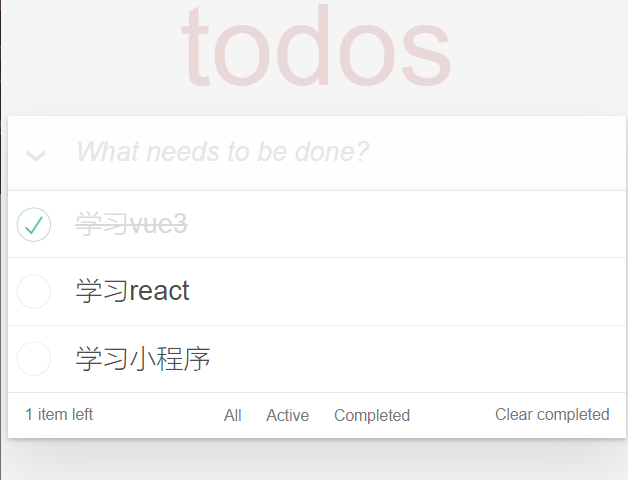 todos
What needs to be done?
学习vue3
学习react
学习小程序
1 item left All Active Completed Clear completed